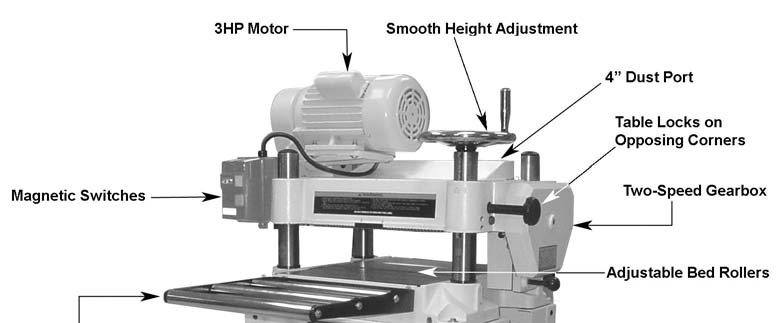 3HP Motor
Smooth Height Adjustment
4” Dust Port
Table Locks on
Opposing Corners
Magnetic Switches
Two-Speed Gearbox
Adjustable Bed Rollers